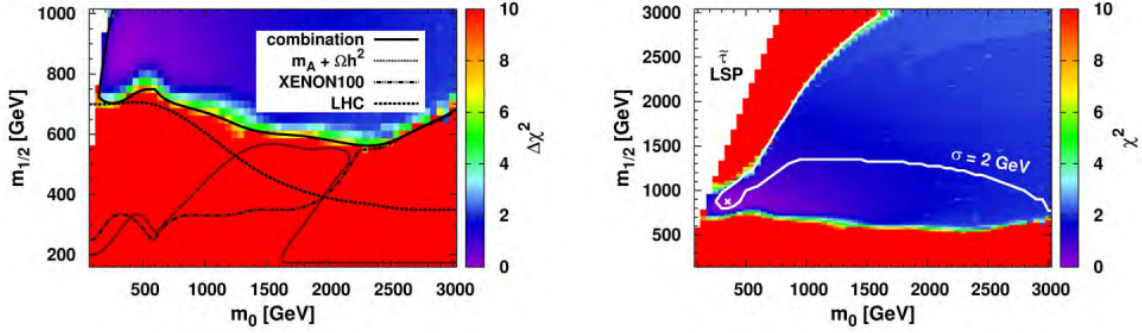 1000
800
600
400
200
m1/2 [GeV]
combination
mA + Ωh²
XENON100
LHC
500 1000 1500 2000 2500 3000
m0 [GeV]
10
8
6
4
2
0
Δχ²
3000
2500
2000
1500
1000
500
m1/2 [GeV]
τ̃
LSP
σ = 2 GeV
500 1000 1500 2000 2500 3000
m0 [GeV]
10
8
6
4
2
0
χ²